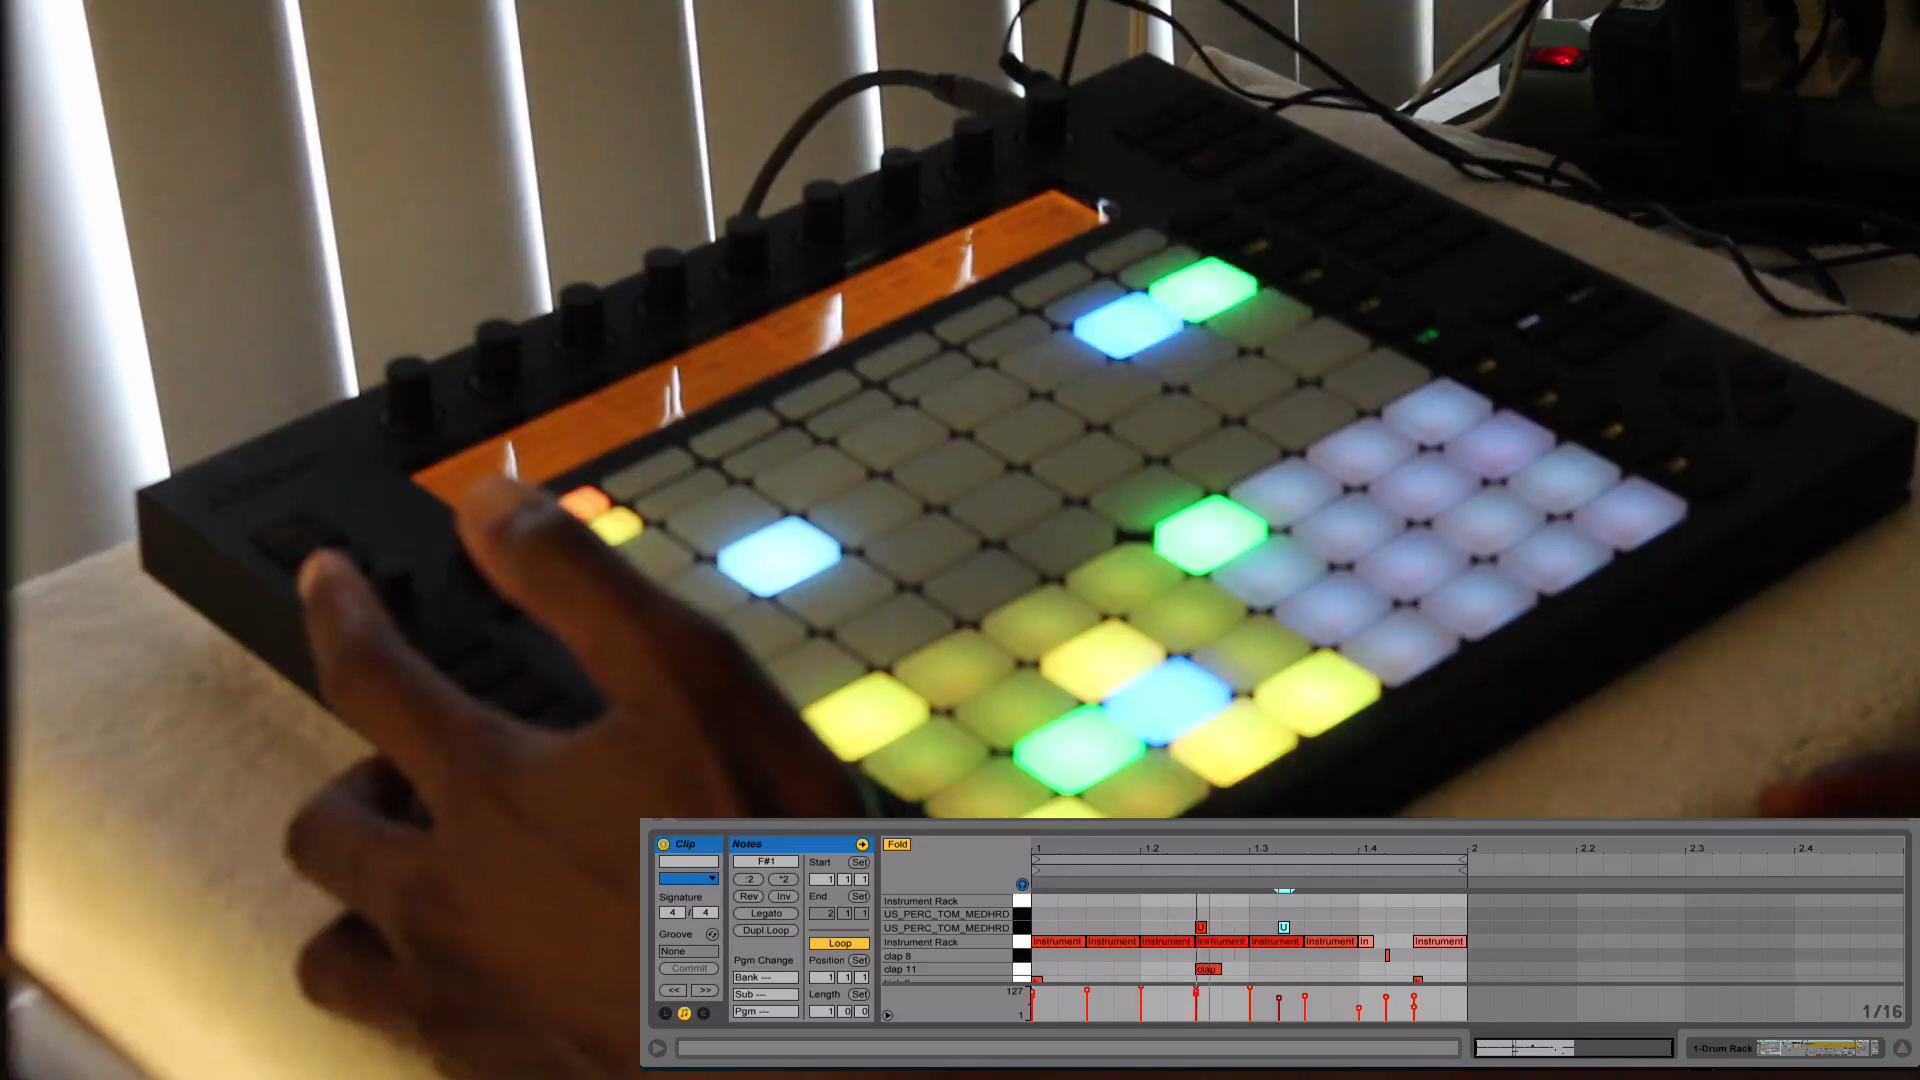 Clip
Signature
4 / 4
Groove
None
Commit
<< >>
Notes
F#1
:2 *2
Rev Inv
Legato
Dupl.Loop
Pgm Change
Bank ---
Sub ---
Pgm ---
Start Set
1 1 1
End Set
2 1 1
Loop
Position Set
1 1 1
Length Set
1 0 0
Fold
1 1.2 1.3 1.4 2 2.2 2.3 2.4
Instrument Rack
US_PERC_TOM_MEDHRD
US_PERC_TOM_MEDHRD
U U
Instrument Rack
Instrument Instrument Instrument Instrument Instrument Instrument In Instrument
clap 8
clap 11
clap
127
1
1/16
1-Drum Rack